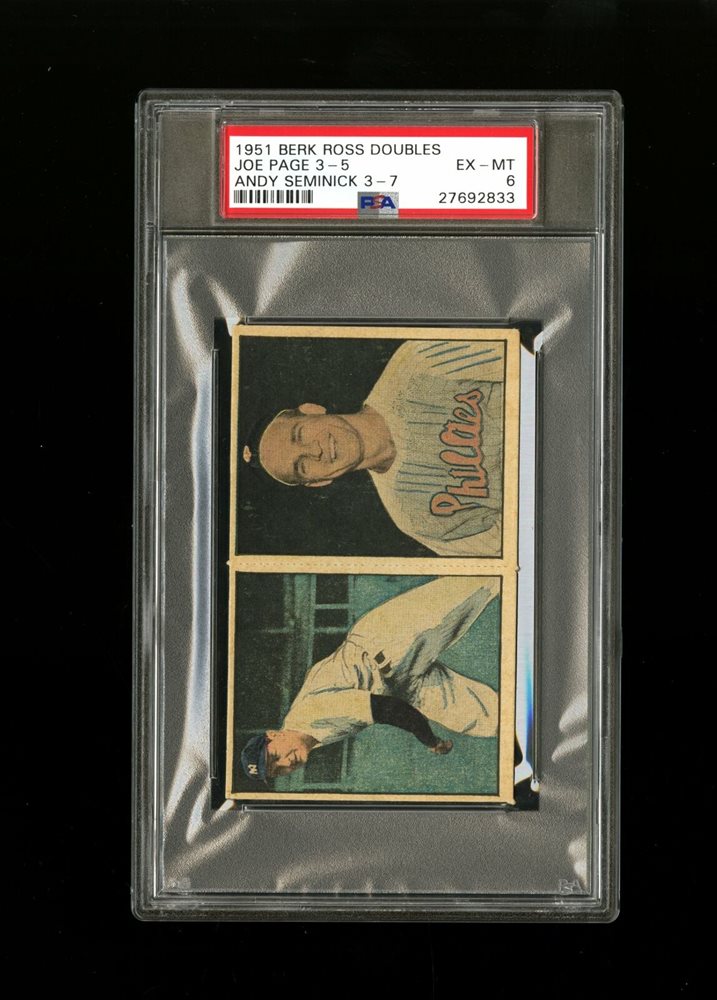 1951 BERK ROSS DOUBLES
JOE PAGE 3-5 EX-MT
ANDY SEMINICK 3-7 6
PSA 27692833
Phillies
N